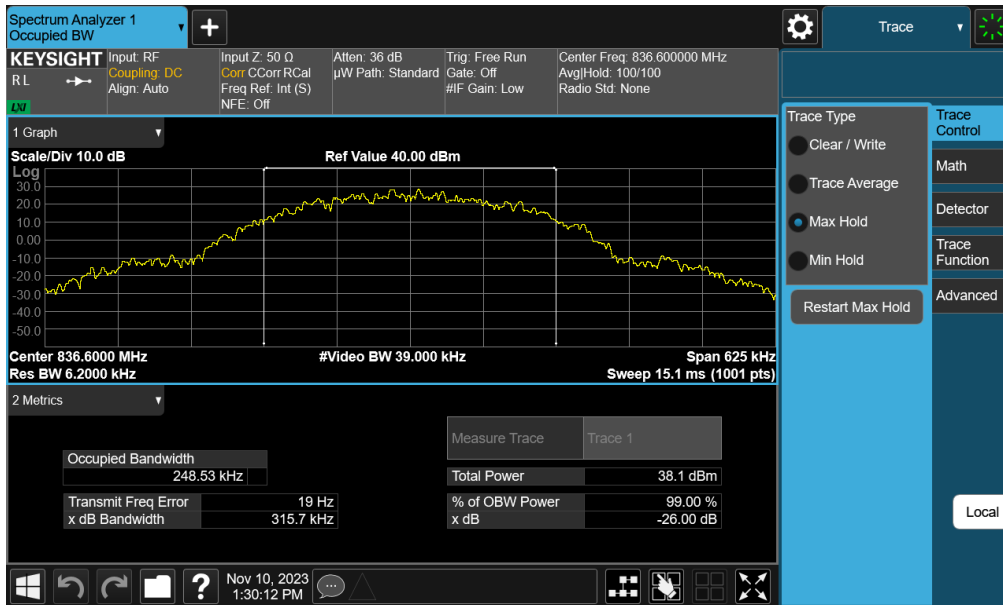 Spectrum Analyzer 1
Occupied BW
+
Trace
KEYSIGHT
R L
LXI
Input: RF
Coupling: DC
Align: Auto
Input Z: 50 Ω
Corr CCorr RCal
Freq Ref: Int (S)
NFE: Off
Atten: 36 dB
µW Path: Standard
Trig: Free Run
Gate: Off
#IF Gain: Low
Center Freq: 836.600000 MHz
Avg|Hold: 100/100
Radio Std: None
1 Graph
Scale/Div 10.0 dB
Ref Value 40.00 dBm
Log
30.0
20.0
10.0
0.00
-10.0
-20.0
-30.0
-40.0
-50.0
Center 836.6000 MHz
#Video BW 39.000 kHz
Span 625 kHz
Res BW 6.2000 kHz
Sweep 15.1 ms (1001 pts)
2 Metrics
Measure Trace
Trace 1
Occupied Bandwidth
248.53 kHz
Total Power
38.1 dBm
Transmit Freq Error
19 Hz
% of OBW Power
99.00 %
x dB Bandwidth
315.7 kHz
x dB
-26.00 dB
Trace Type
Clear / Write
Trace Average
Max Hold
Min Hold
Restart Max Hold
Trace
Control
Math
Detector
Trace
Function
Advanced
Local
?
Nov 10, 2023
1:30:12 PM